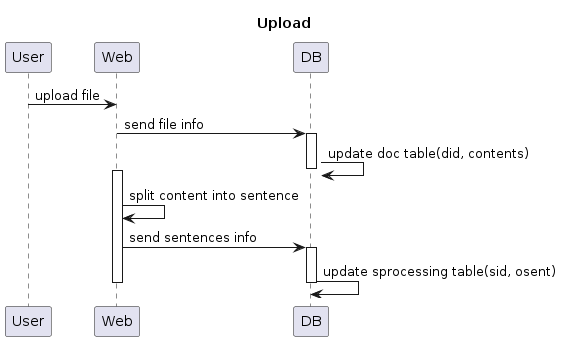 Upload
User
Web
DB
upload file
send file info
update doc table(did, contents)
split content into sentence
send sentences info
update sprocessing table(sid, osent)
User
Web
DB